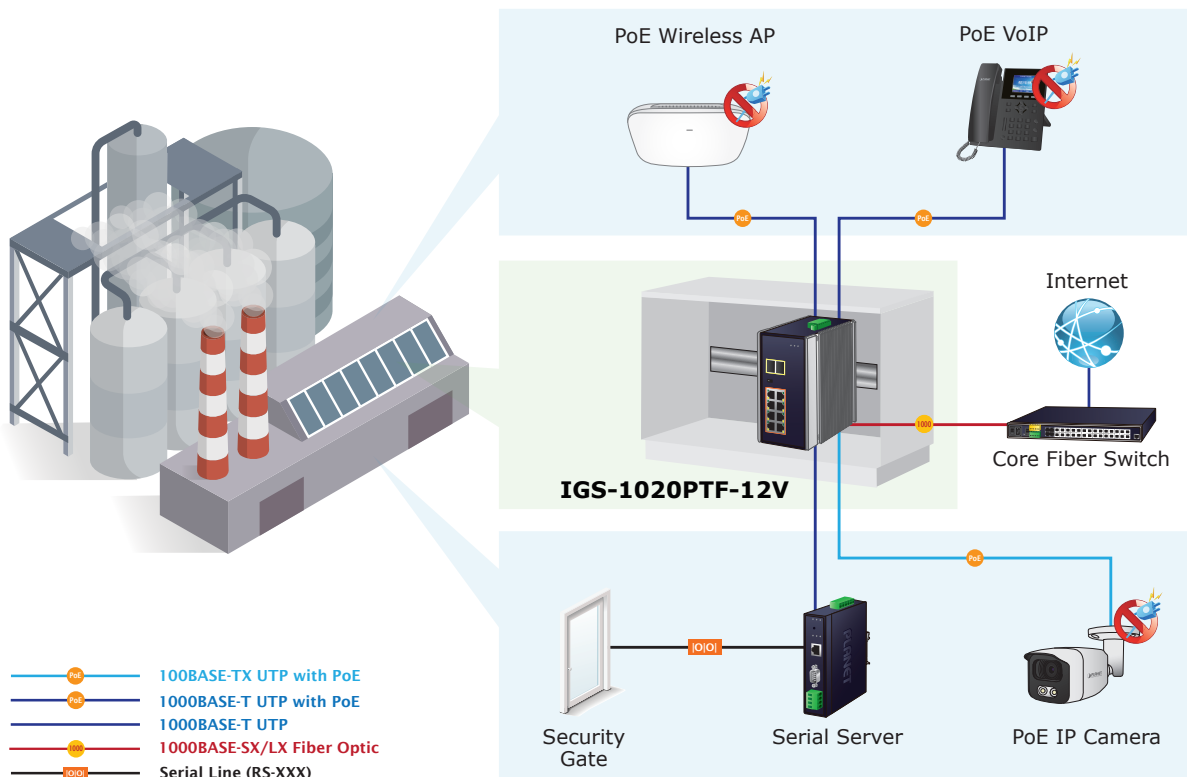 PoE Wireless AP
PoE VoIP
PoE
PoE
Internet
1000
Core Fiber Switch
IGS-1020PTF-12V
PoE
|O|O|
PLANET
Security
Gate
Serial Server
PoE IP Camera
PoE
100BASE-TX UTP with PoE
PoE
1000BASE-T UTP with PoE
1000BASE-T UTP
1000
1000BASE-SX/LX Fiber Optic
|O|O|
Serial Line (RS-XXX)